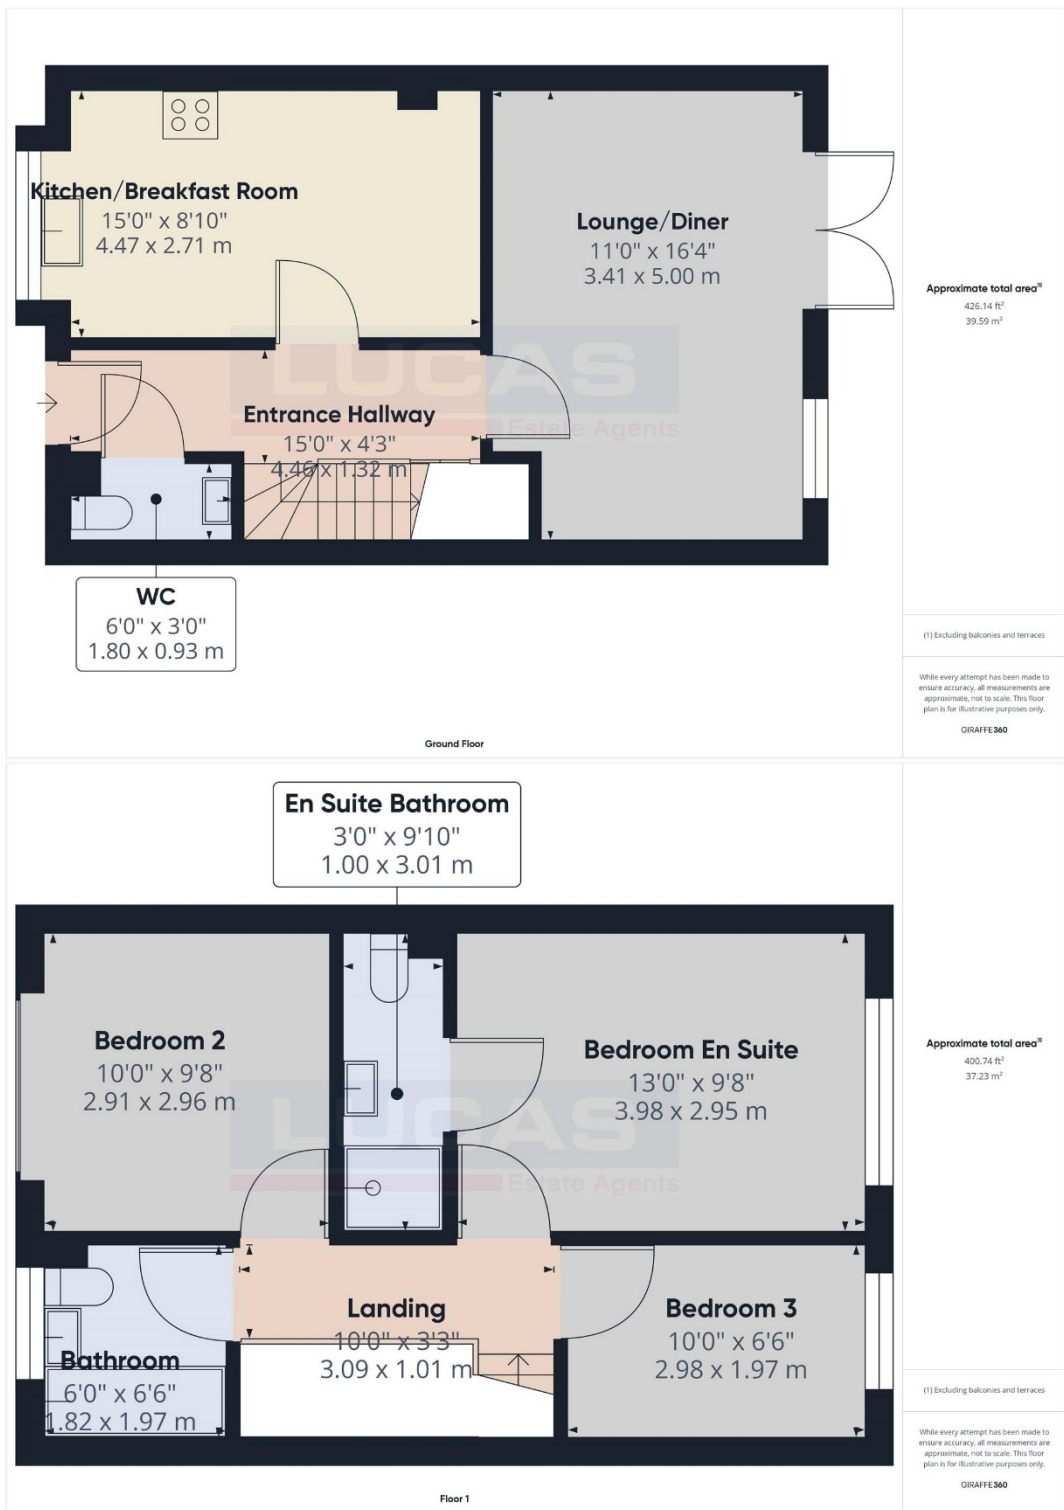 Kitchen/Breakfast Room
15'0" x 8'10"
4.47 x 2.71 m
Lounge/Diner
11'0" x 16'4"
3.41 x 5.00 m
LUCAS
Estate Agents
Entrance Hallway
15'0" x 4'3"
4.46 x 1.32 m
WC
6'0" x 3'0"
1.80 x 0.93 m
Ground Floor
Approximate total area(1)
426.14 ft²
39.59 m²
(1) Excluding balconies and terraces
While every attempt has been made to
ensure accuracy, all measurements are
approximate, not to scale. This floor
plan is for illustrative purposes only.
GIRAFFE360
En Suite Bathroom
3'0" x 9'10"
1.00 x 3.01 m
Bedroom 2
10'0" x 9'8"
2.91 x 2.96 m
Bedroom En Suite
13'0" x 9'8"
3.98 x 2.95 m
LUCAS
Estate Agents
Landing
10'0" x 3'3"
3.09 x 1.01 m
Bedroom 3
10'0" x 6'6"
2.98 x 1.97 m
Bathroom
6'0" x 6'6"
1.82 x 1.97 m
Floor 1
Approximate total area(1)
400.74 ft²
37.23 m²
(1) Excluding balconies and terraces
While every attempt has been made to
ensure accuracy, all measurements are
approximate, not to scale. This floor
plan is for illustrative purposes only.
GIRAFFE360